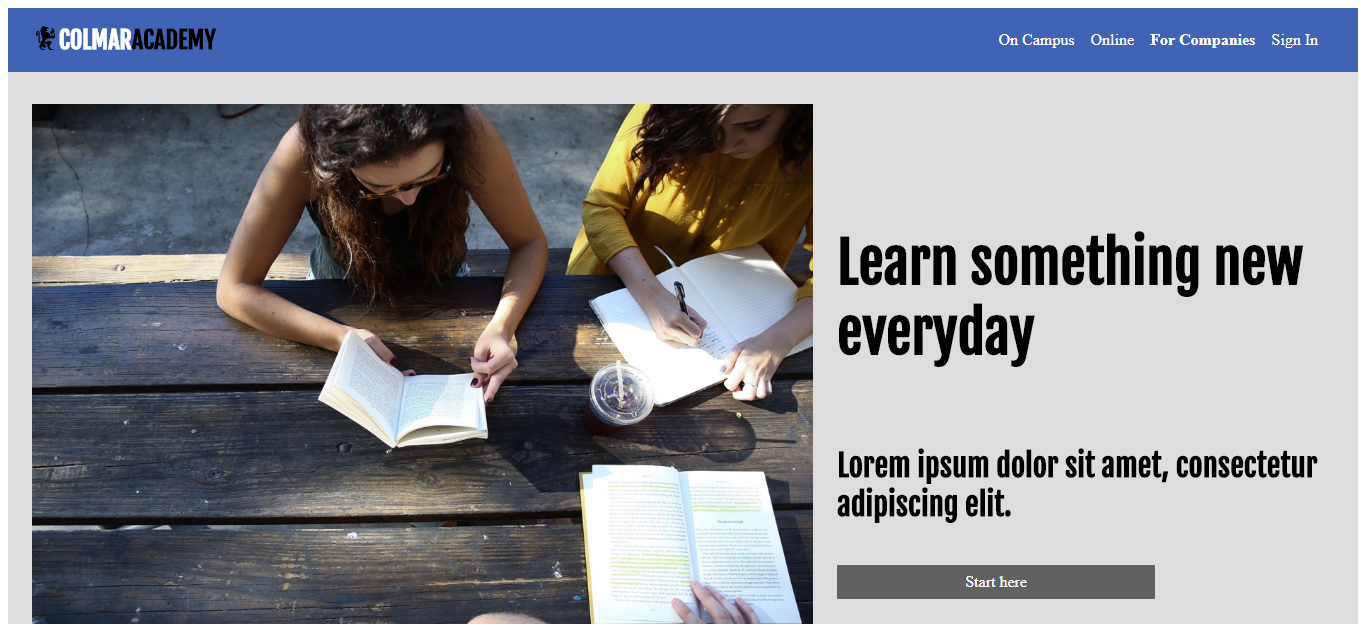 COLMARACADEMY
On Campus Online For Companies Sign In
Learn something new
everyday
Lorem ipsum dolor sit amet, consectetur
adipiscing elit.
Start here